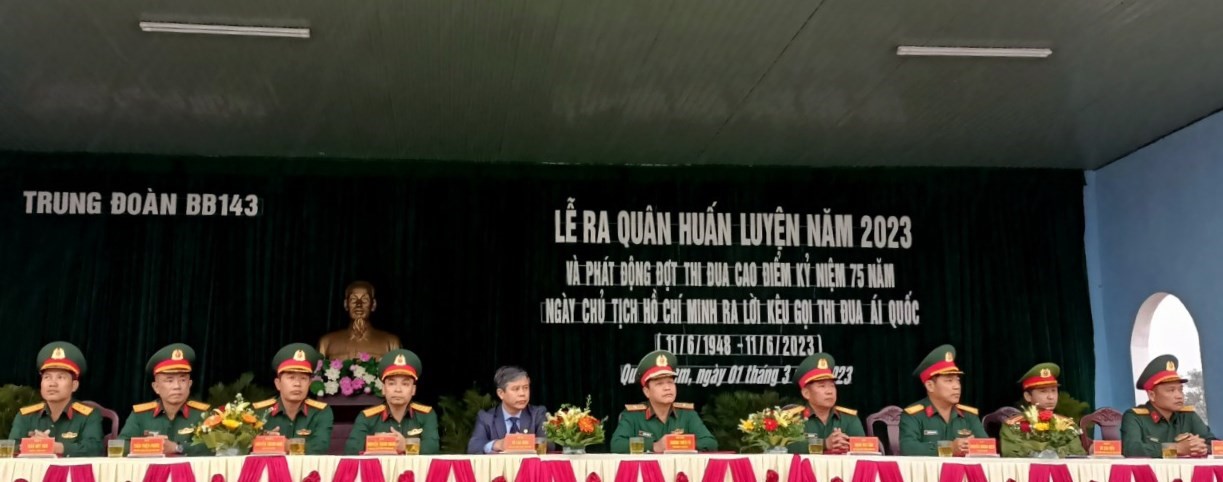 TRUNG ĐOÀN BB143
LỄ RA QUÂN HUẤN LUYỆN NĂM 2023
VÀ PHÁT ĐỘNG ĐỢT THI ĐUA CAO ĐIỂM KỶ NIỆM 75 NĂM
NGÀY CHỦ TỊCH HỒ CHÍ MINH RA LỜI KÊU GỌI THI ĐUA ÁI QUỐC
(11/6/1948 - 11/6/2023)
ngày 01 tháng 3